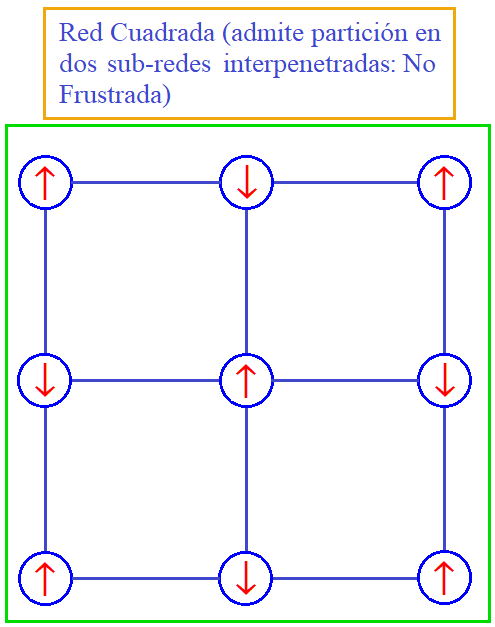 Red Cuadrada (admite partición en
dos sub-redes interpenetradas: No
Frustrada)